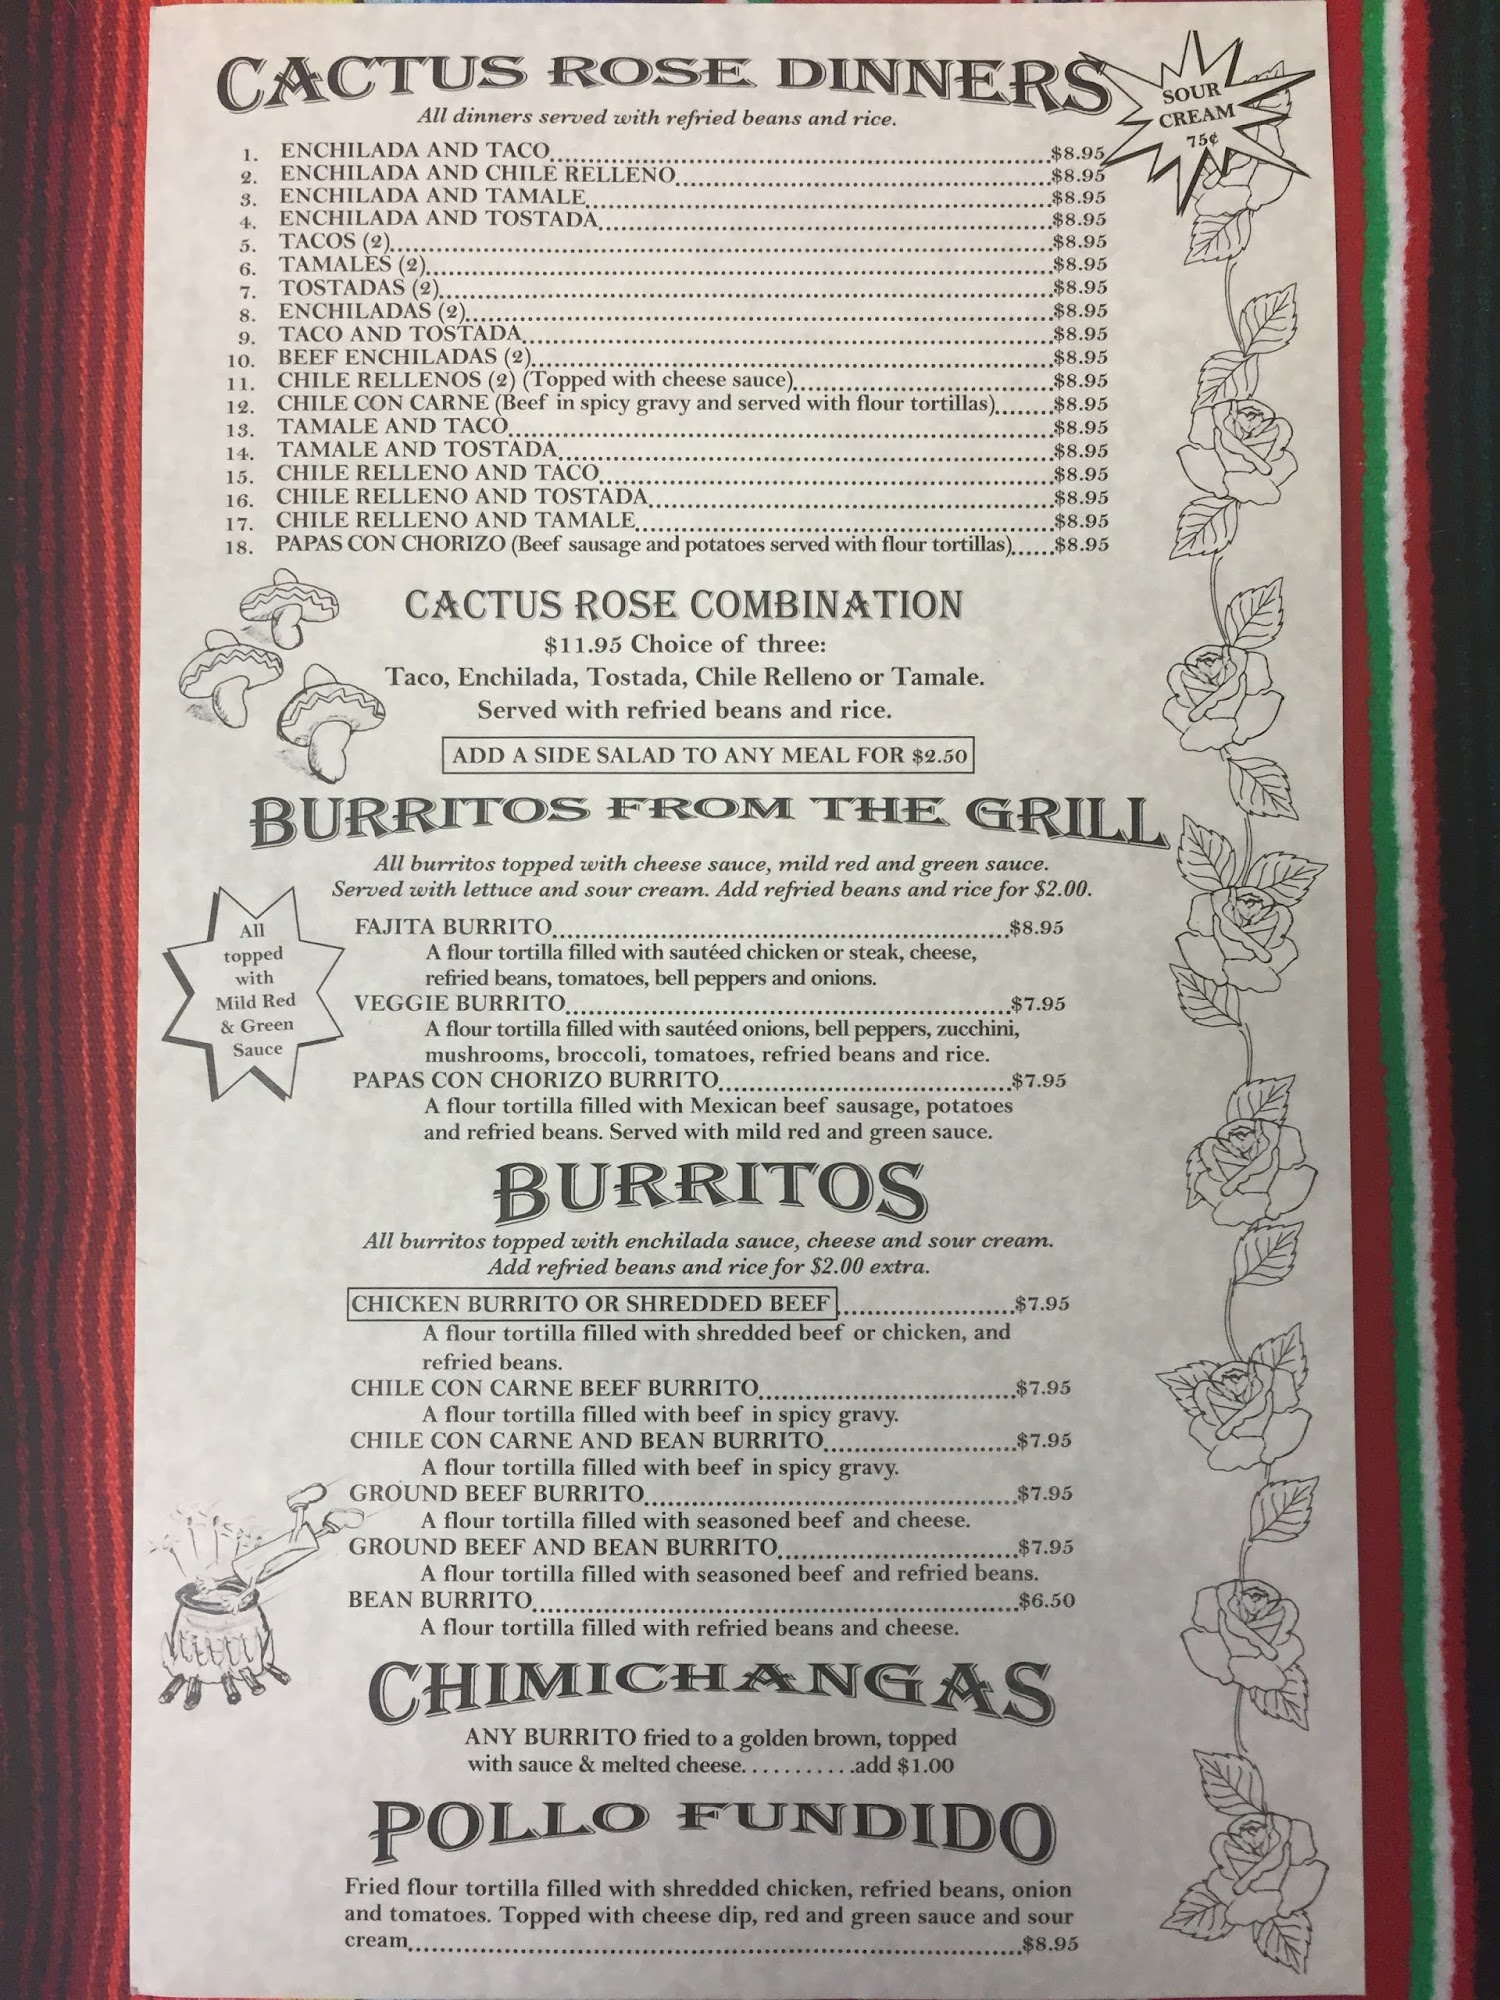 CACTUS ROSE DINNERS
SOUR
CREAM
75¢
All dinners served with refried beans and rice.
1. ENCHILADA AND TACO $8.95
2. ENCHILADA AND CHILE RELLENO $8.95
3. ENCHILADA AND TAMALE $8.95
4. ENCHILADA AND TOSTADA $8.95
5. TACOS (2) $8.95
6. TAMALES (2) $8.95
7. TOSTADAS (2) $8.95
8. ENCHILADAS (2) $8.95
9. TACO AND TOSTADA $8.95
10. BEEF ENCHILADAS (2) $8.95
11. CHILE RELLENOS (2) (Topped with cheese sauce) $8.95
12. CHILE CON CARNE (Beef in spicy gravy and served with flour tortillas) $8.95
13. TAMALE AND TACO $8.95
14. TAMALE AND TOSTADA $8.95
15. CHILE RELLENO AND TACO $8.95
16. CHILE RELLENO AND TOSTADA $8.95
17. CHILE RELLENO AND TAMALE $8.95
18. PAPAS CON CHORIZO (Beef sausage and potatoes served with flour tortillas) $8.95
CACTUS ROSE COMBINATION
$11.95 Choice of three:
Taco, Enchilada, Tostada, Chile Relleno or Tamale.
Served with refried beans and rice.
ADD A SIDE SALAD TO ANY MEAL FOR $2.50
BURRITOS FROM THE GRILL
All burritos topped with cheese sauce, mild red and green sauce.
Served with lettuce and sour cream. Add refried beans and rice for $2.00.
All
topped
with
Mild Red
& Green
Sauce
FAJITA BURRITO $8.95
A flour tortilla filled with sautéed chicken or steak, cheese,
refried beans, tomatoes, bell peppers and onions.
VEGGIE BURRITO $7.95
A flour tortilla filled with sautéed onions, bell peppers, zucchini,
mushrooms, broccoli, tomatoes, refried beans and rice.
PAPAS CON CHORIZO BURRITO $7.95
A flour tortilla filled with Mexican beef sausage, potatoes
and refried beans. Served with mild red and green sauce.
BURRITOS
All burritos topped with enchilada sauce, cheese and sour cream.
Add refried beans and rice for $2.00 extra.
CHICKEN BURRITO OR SHREDDED BEEF $7.95
A flour tortilla filled with shredded beef or chicken, and
refried beans.
CHILE CON CARNE BEEF BURRITO $7.95
A flour tortilla filled with beef in spicy gravy.
CHILE CON CARNE AND BEAN BURRITO $7.95
A flour tortilla filled with beef in spicy gravy.
GROUND BEEF BURRITO $7.95
A flour tortilla filled with seasoned beef and cheese.
GROUND BEEF AND BEAN BURRITO $7.95
A flour tortilla filled with seasoned beef and refried beans.
BEAN BURRITO $6.50
A flour tortilla filled with refried beans and cheese.
CHIMICHANGAS
ANY BURRITO fried to a golden brown, topped
with sauce & melted cheese. . . . . . . . . . .add $1.00
POLLO FUNDIDO
Fried flour tortilla filled with shredded chicken, refried beans, onion
and tomatoes. Topped with cheese dip, red and green sauce and sour
cream $8.95